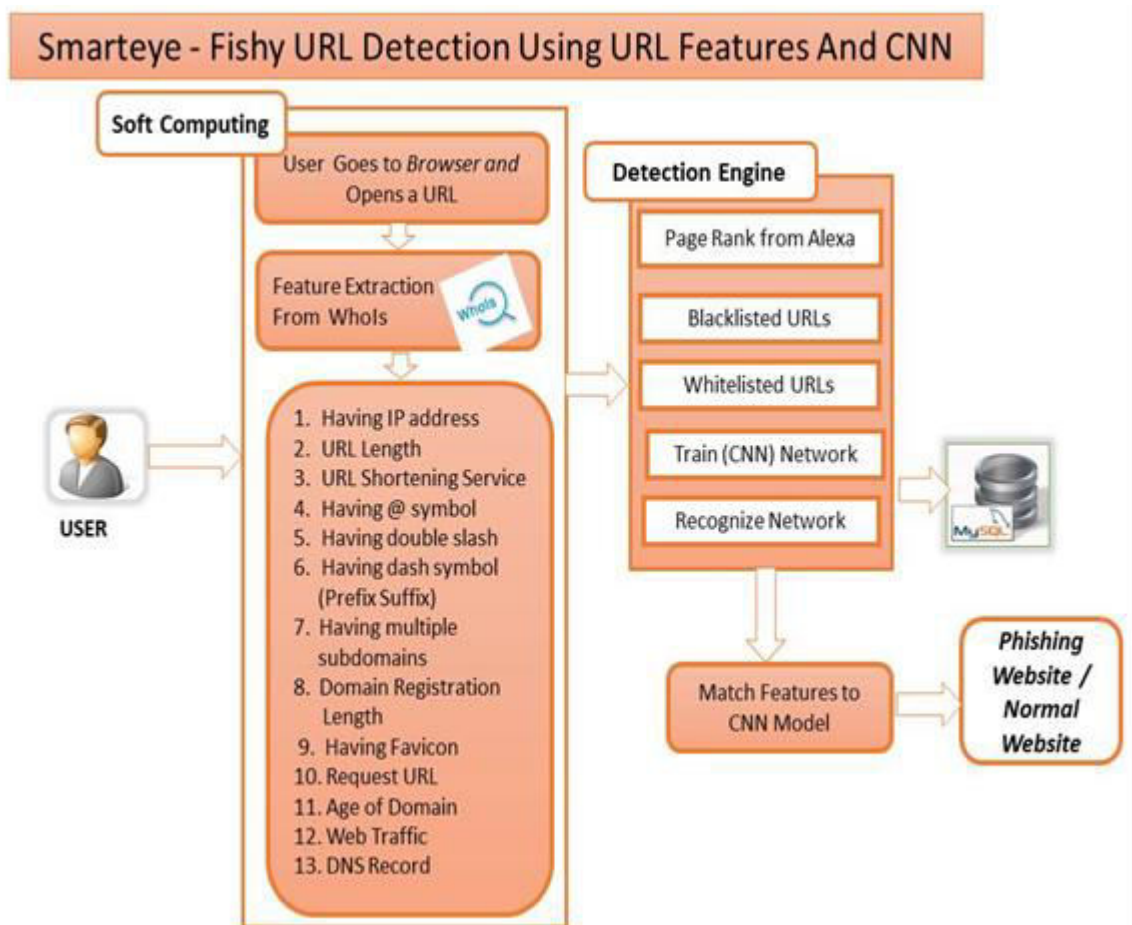 Smarteye - Fishy URL Detection Using URL Features And CNN
Soft Computing
User Goes to Browser and
Opens a URL
Feature Extraction
From WhoIs
WhoIs
1. Having IP address
2. URL Length
3. URL Shortening Service
4. Having @ symbol
5. Having double slash
6. Having dash symbol
(Prefix Suffix)
7. Having multiple
subdomains
8. Domain Registration
Length
9. Having Favicon
10. Request URL
11. Age of Domain
12. Web Traffic
13. DNS Record
USER
Detection Engine
Page Rank from Alexa
Blacklisted URLs
Whitelisted URLs
Train (CNN) Network
Recognize Network
MySQL
Match Features to
CNN Model
Phishing
Website /
Normal
Website